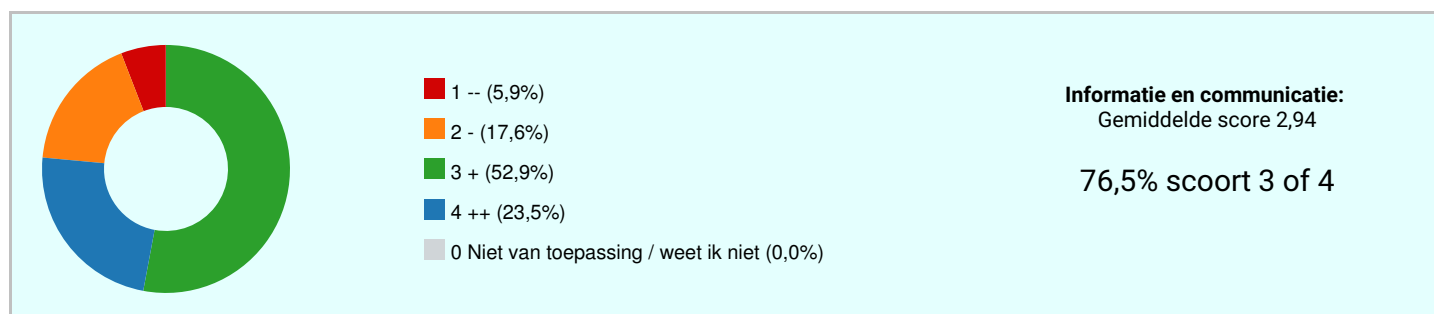 1 -- (5,9%)
2 - (17,6%)
3 + (52,9%)
4 ++ (23,5%)
0 Niet van toepassing / weet ik niet (0,0%)
Informatie en communicatie:
Gemiddelde score 2,94
76,5% scoort 3 of 4